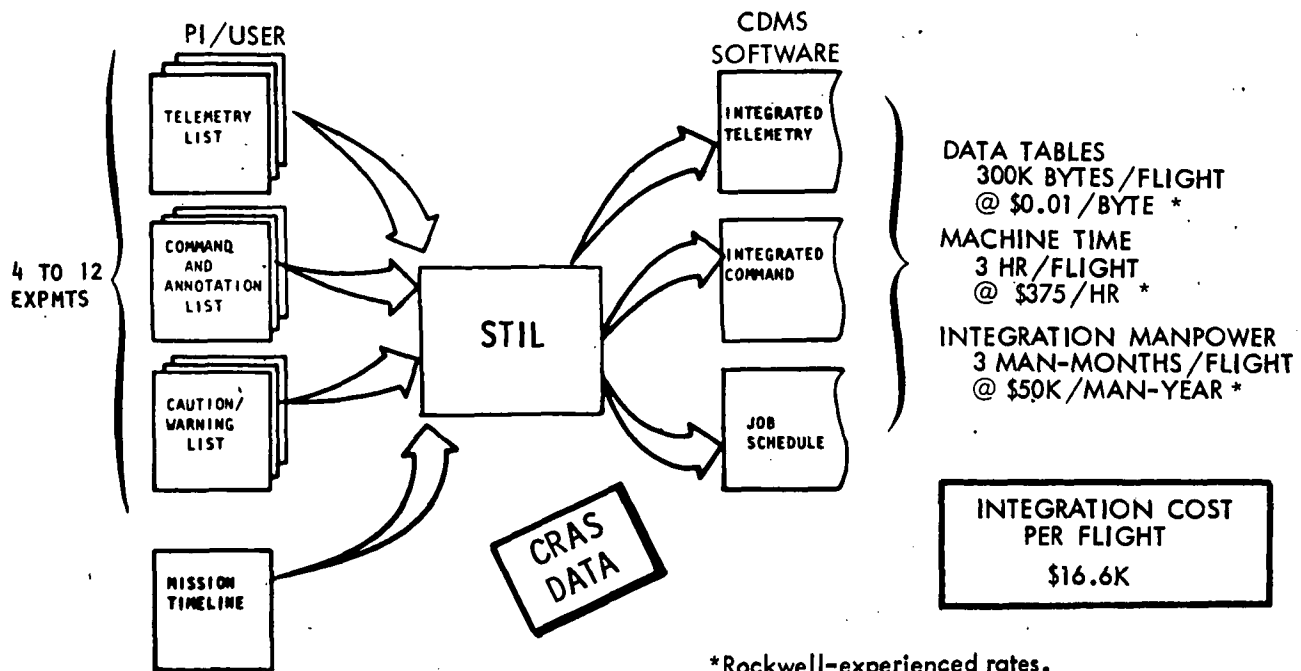 PI/USER
4 TO 12
EXPMTS
TELEMETRY
LIST
COMMAND
AND
ANNOTATION
LIST
CAUTION/
WARNING
LIST
MISSION
TIMELINE
STIL
CRAS
DATA
CDMS
SOFTWARE
INTEGRATED
TELEMETRY
INTEGRATED
COMMAND
JOB
SCHEDULE
DATA TABLES
300K BYTES/FLIGHT
@ $0.01/BYTE *
MACHINE TIME
3 HR/FLIGHT
@ $375/HR *
INTEGRATION MANPOWER
3 MAN-MONTHS/FLIGHT
@ $50K/MAN-YEAR *
INTEGRATION COST
PER FLIGHT
$16.6K
*Rockwell-experienced rates.